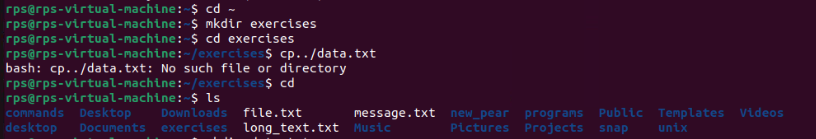 rps@rps-virtual-machine:~$ cd ~
rps@rps-virtual-machine:~$ mkdir exercises
rps@rps-virtual-machine:~$ cd exercises
rps@rps-virtual-machine:~/exercises$ cp../data.txt
bash: cp../data.txt: No such file or directory
rps@rps-virtual-machine:~/exercises$ cd
rps@rps-virtual-machine:~$ ls
commands Desktop Downloads file.txt message.txt new_pear programs Public Templates Videos
desktop Documents exercises long_text.txt Music Pictures Projects snap unix